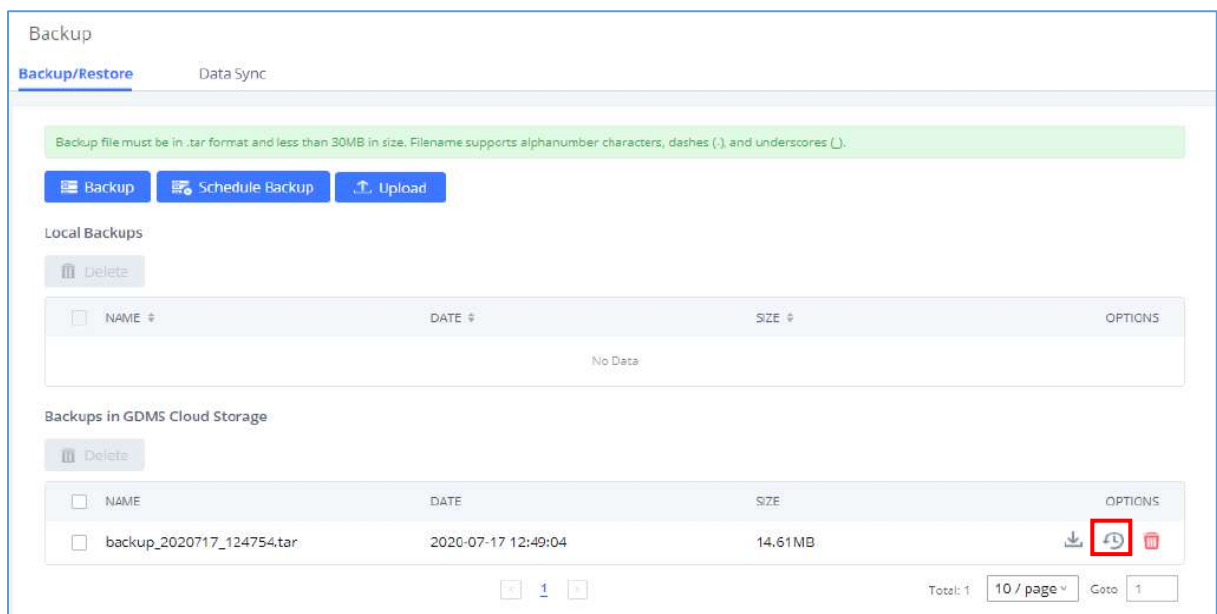 Backup
Backup/Restore Data Sync
Backup file must be in .tar format and less than 30MB in size. Filename supports alphanumber characters, dashes (-), and underscores (_).
Backup Schedule Backup Upload
Local Backups
Delete
NAME DATE SIZE OPTIONS
No Data
Backups in GDMS Cloud Storage
Delete
NAME DATE SIZE OPTIONS
backup_2020717_124754.tar 2020-07-17 12:49:04 14.61MB
< 1 > Total: 1 10 / page Goto 1